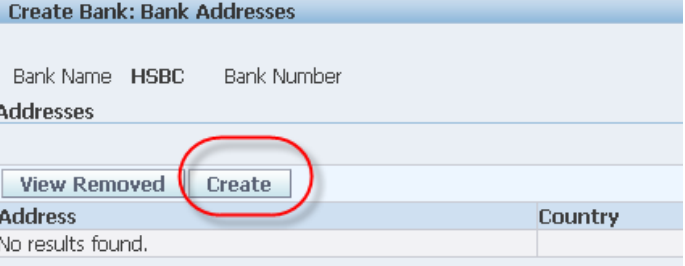 Create Bank: Bank Addresses
Bank Name HSBC Bank Number
Addresses
View Removed Create
Address Country
No results found.